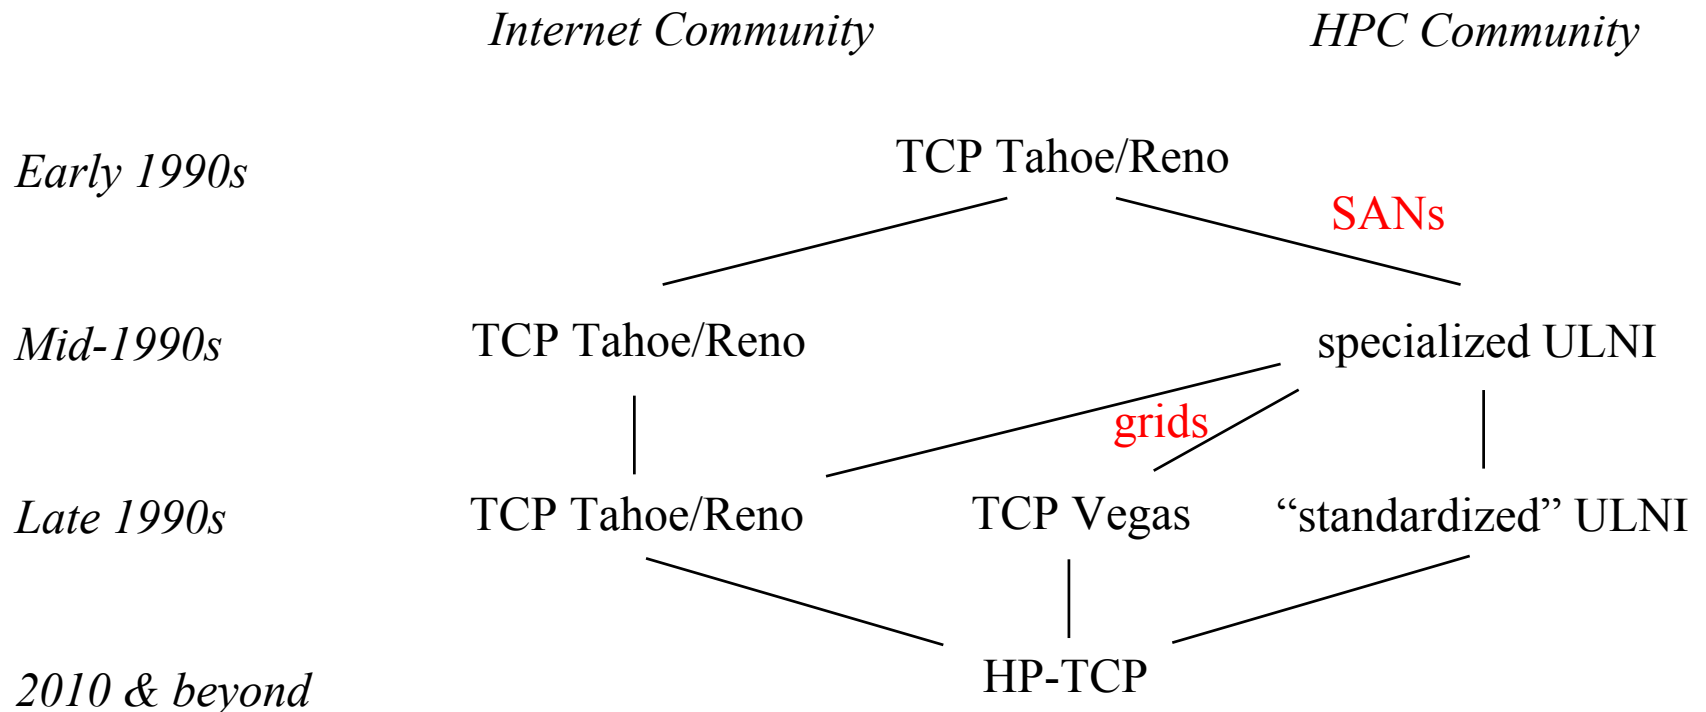 Internet Community HPC Community
Early 1990s TCP Tahoe/Reno
SANs
Mid-1990s TCP Tahoe/Reno specialized ULNI
grids
Late 1990s TCP Tahoe/Reno TCP Vegas “standardized” ULNI
2010 & beyond HP-TCP